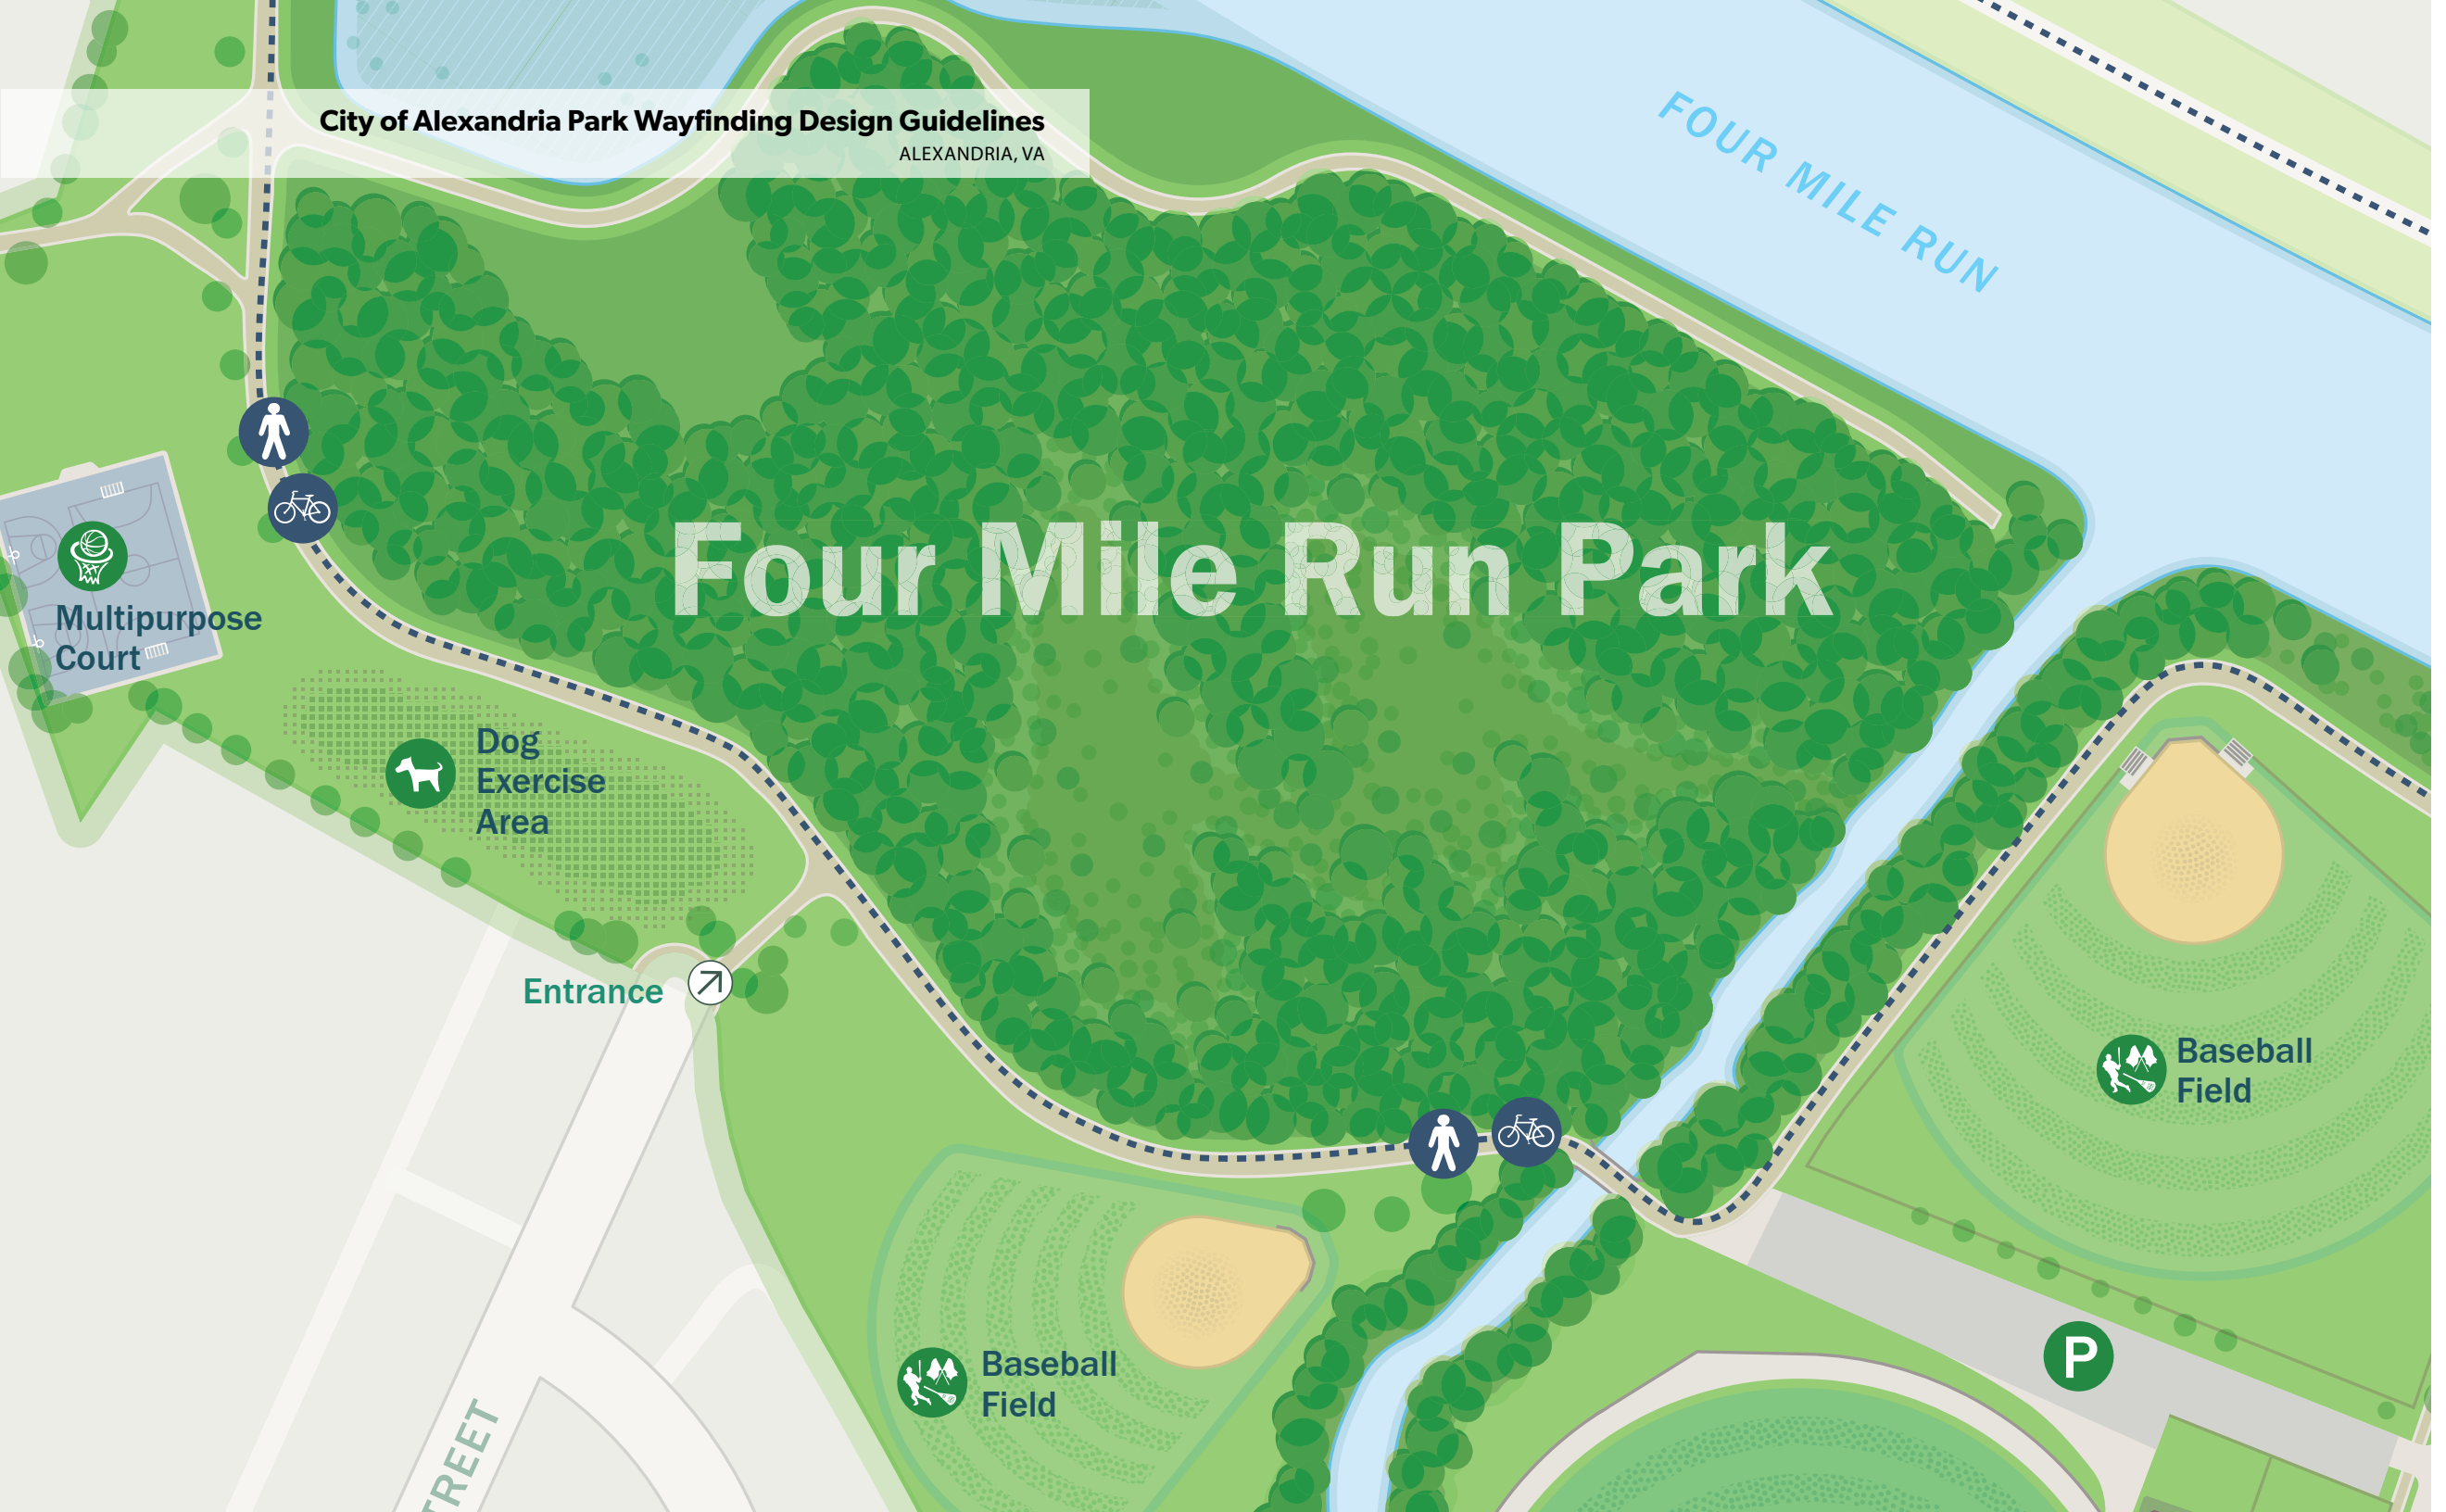 City of Alexandria Park Wayfinding Design Guidelines
ALEXANDRIA, VA
FOUR MILE RUN
Four Mile Run Park
Multipurpose
Court
Dog
Exercise
Area
Entrance
Baseball
Field
Baseball
Field
P
TREET